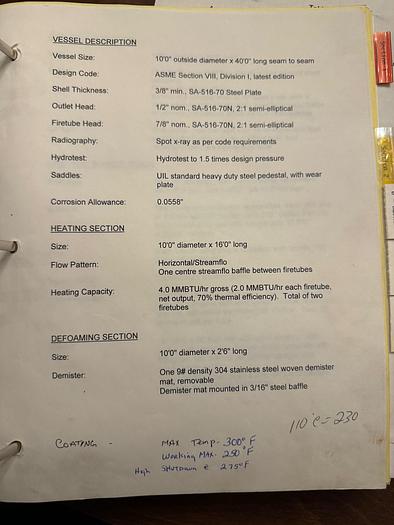 VESSEL DESCRIPTION
Vessel Size: 10'0" outside diameter x 40'0" long seam to seam
Design Code: ASME Section VIII, Division I, latest edition
Shell Thickness: 3/8" min., SA-516-70 Steel Plate
Outlet Head: 1/2" nom., SA-516-70N, 2:1 semi-elliptical
Firetube Head: 7/8" nom., SA-516-70N, 2:1 semi-elliptical
Radiography: Spot x-ray as per code requirements
Hydrotest: Hydrotest to 1.5 times design pressure
Saddles: UIL standard heavy duty steel pedestal, with wear
plate
Corrosion Allowance: 0.0558"
HEATING SECTION
Size: 10'0" diameter x 16'0" long
Flow Pattern: Horizontal/Streamflo
One centre streamflo baffle between firetubes
Heating Capacity: 4.0 MMBTU/hr gross (2.0 MMBTU/hr each firetube,
net output, 70% thermal efficiency). Total of two
firetubes
DEFOAMING SECTION
Size: 10'0" diameter x 2'6" long
Demister: One 9# density 304 stainless steel woven demister
mat, removable
Demister mat mounted in 3/16" steel baffle
110°C = 230
COATING - MAX Temp - 300° F
Working MAX. 250° F
High SHUTDOWN @ 275°F